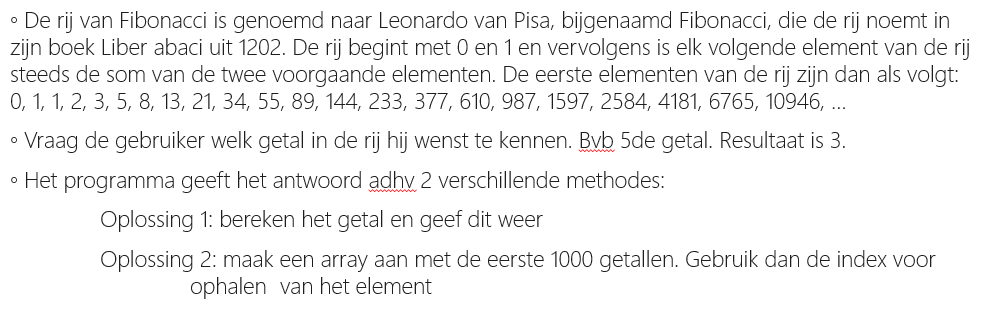 ◦ De rij van Fibonacci is genoemd naar Leonardo van Pisa, bijgenaamd Fibonacci, die de rij noemt in
zijn boek Liber abaci uit 1202. De rij begint met 0 en 1 en vervolgens is elk volgende element van de rij
steeds de som van de twee voorgaande elementen. De eerste elementen van de rij zijn dan als volgt:
0, 1, 1, 2, 3, 5, 8, 13, 21, 34, 55, 89, 144, 233, 377, 610, 987, 1597, 2584, 4181, 6765, 10946, ...
◦ Vraag de gebruiker welk getal in de rij hij wenst te kennen. Bvb 5de getal. Resultaat is 3.
◦ Het programma geeft het antwoord adhv 2 verschillende methodes:
Oplossing 1: bereken het getal en geef dit weer
Oplossing 2: maak een array aan met de eerste 1000 getallen. Gebruik dan de index voor
ophalen van het element